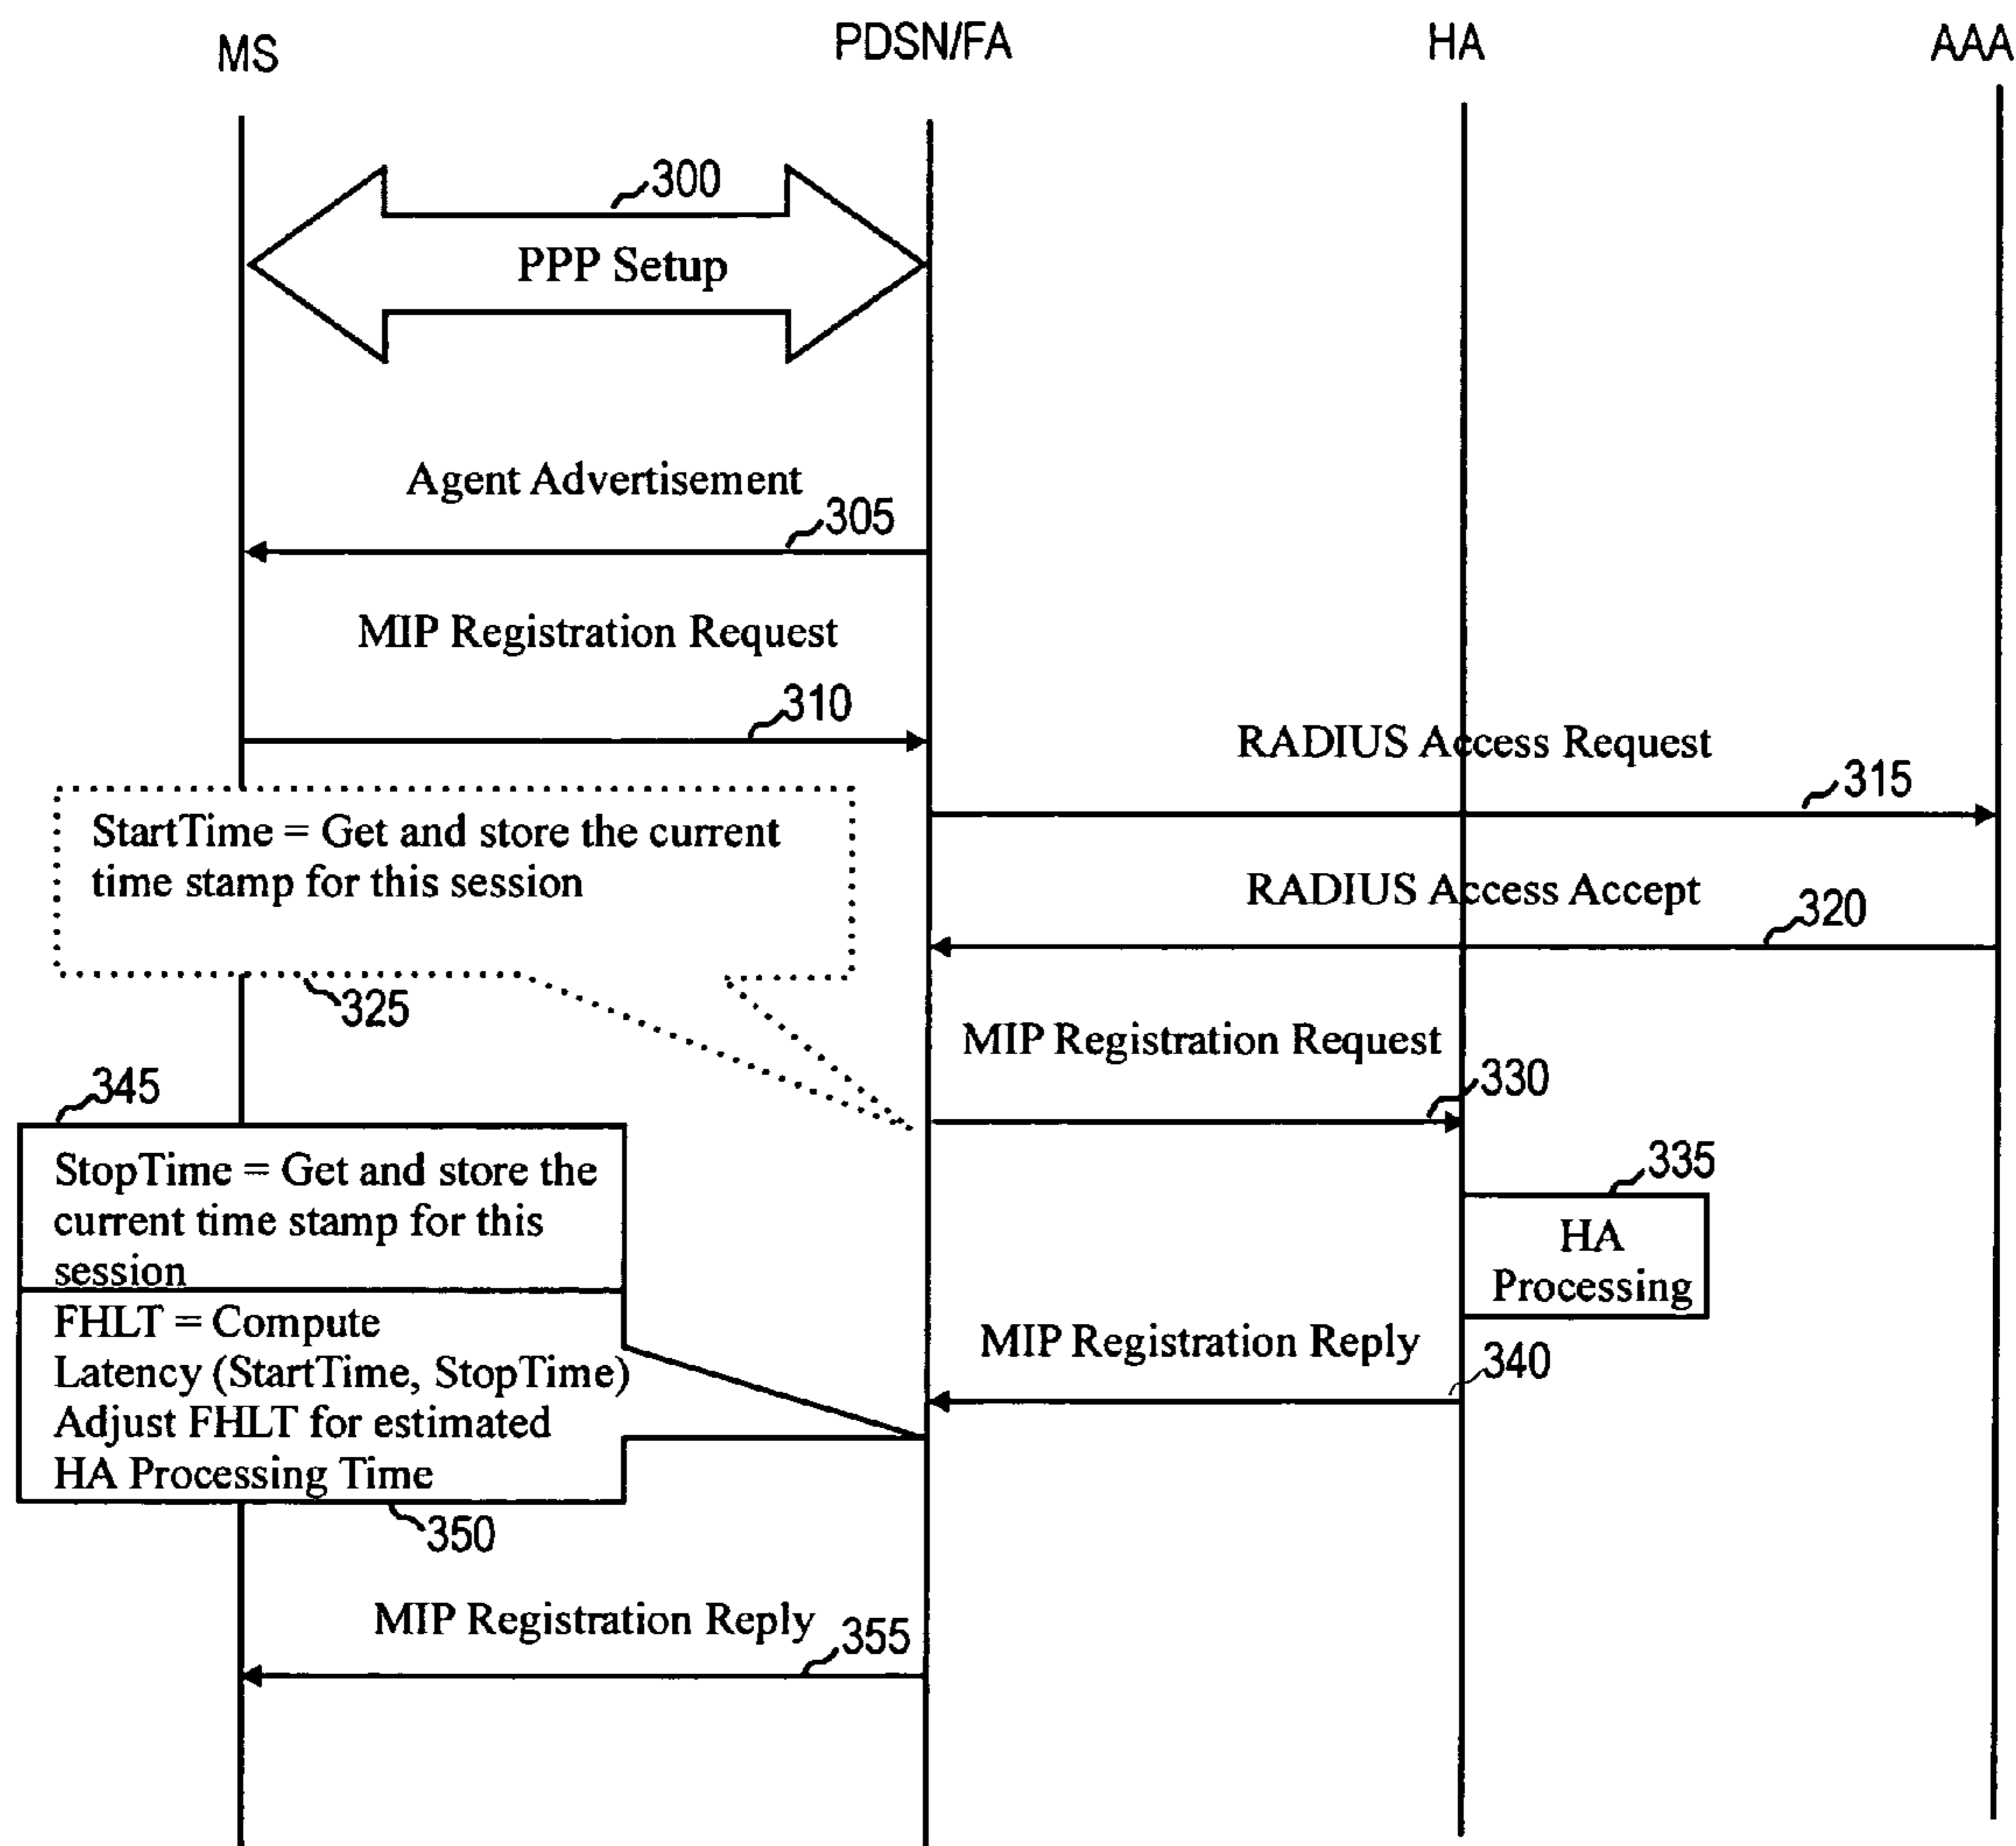 MS
PDSN/FA
HA
AAA
300
PPP Setup
Agent Advertisement
305
MIP Registration Request
310
RADIUS Access Request
315
StartTime = Get and store the current
time stamp for this session
RADIUS Access Accept
320
325
MIP Registration Request
330
345
StopTime = Get and store the
current time stamp for this
session
335
HA
Processing
FHLT = Compute
Latency (StartTime, StopTime)
Adjust FHLT for estimated
HA Processing Time
MIP Registration Reply
340
350
MIP Registration Reply
355